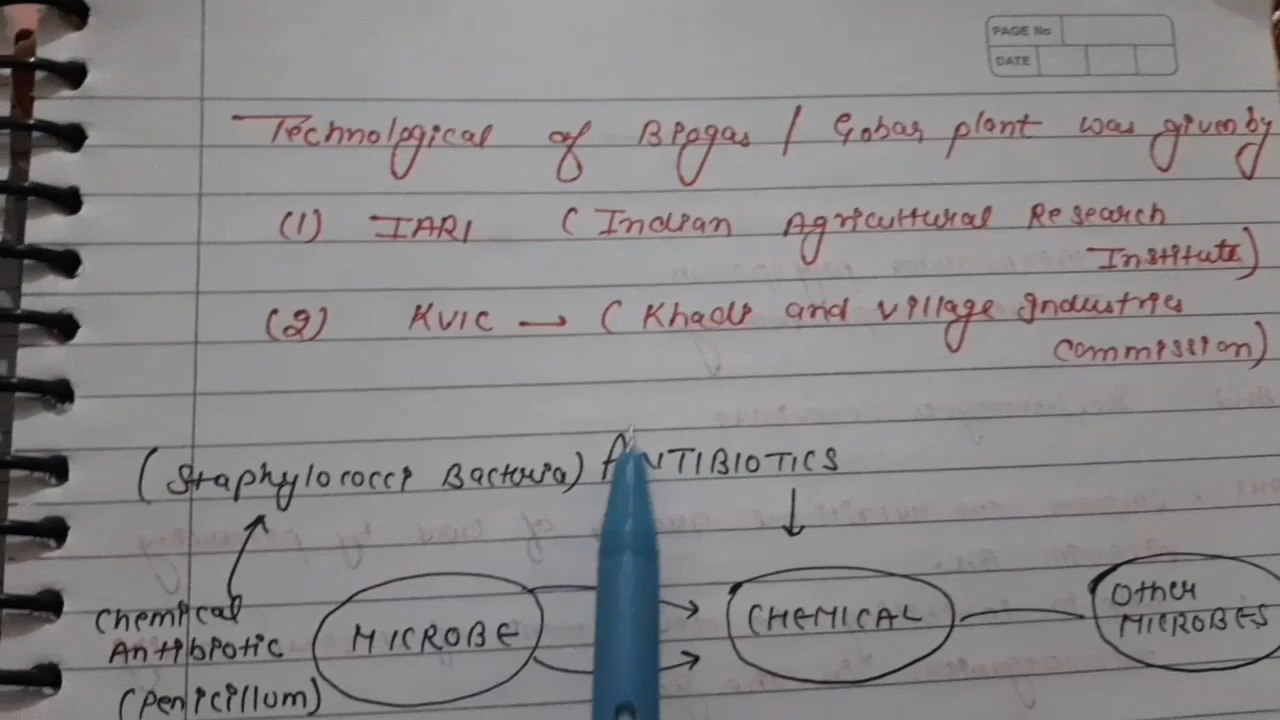 PAGE No
DATE
Technological of Biogas / Gobar plant was given by
(1) IARI (Indian Agricultural Research
Institute)
(2) KVIC → (Khadi and village Industries
Commission)
(Staphylococci Bacteria) ANTIBIOTICS
Chemical
Antibiotic
(Penicillum)
MICROBE
CHEMICAL
Other
MICROBES